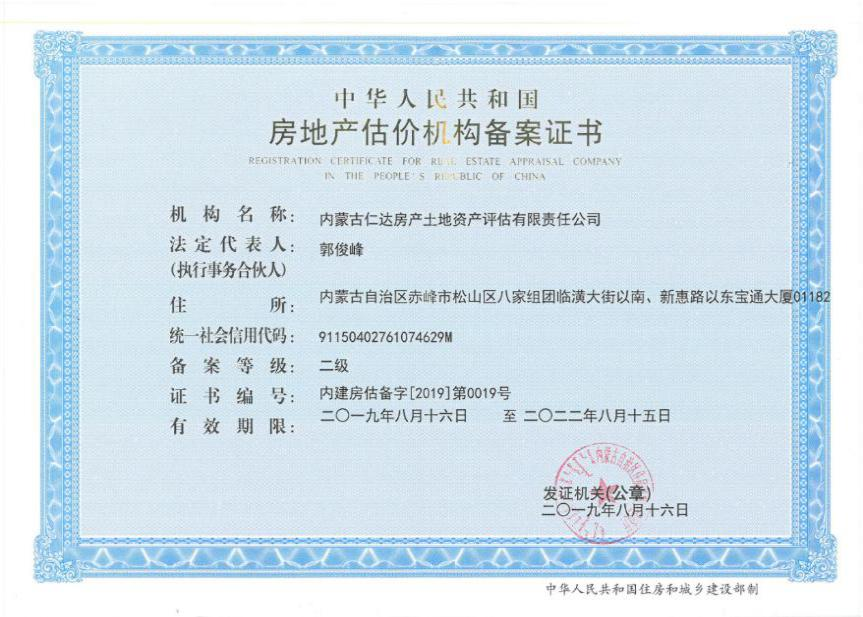 中华人民共和国
房地产估价机构备案证书
REGISTRATION CERTIFICATE FOR REAL ESTATE APPRAISAL COMPANY
IN THE PEOPLE'S REPUBLIC OF CHINA
机构名称: 内蒙古仁达房产土地资产评估有限责任公司
法定代表人: 郭俊峰
(执行事务合伙人)
住所: 内蒙古自治区赤峰市松山区八家组团临潢大街以南、新惠路以东宝通大厦01182
统一社会信用代码: 91150402761074629M
备案等级: 二级
证书编号: 内建房估备字[2019]第0019号
有效期限: 二〇一九年八月十六日 至 二〇二二年八月十五日
发证机关(公章)
二〇一九年八月十六日
中华人民共和国住房和城乡建设部制